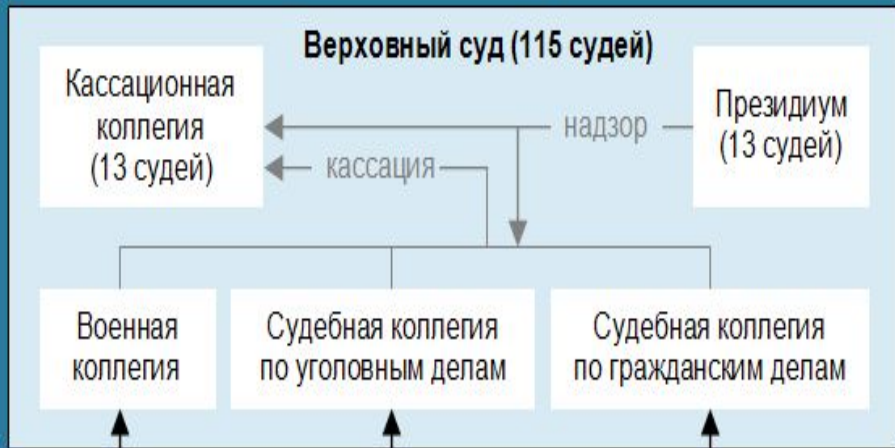 Верховный суд (115 судей)
Кассационная
коллегия
(13 судей)
надзор
Президиум
(13 судей)
кассация
Военная
коллегия
Судебная коллегия
по уголовным делам
Судебная коллегия
по гражданским делам